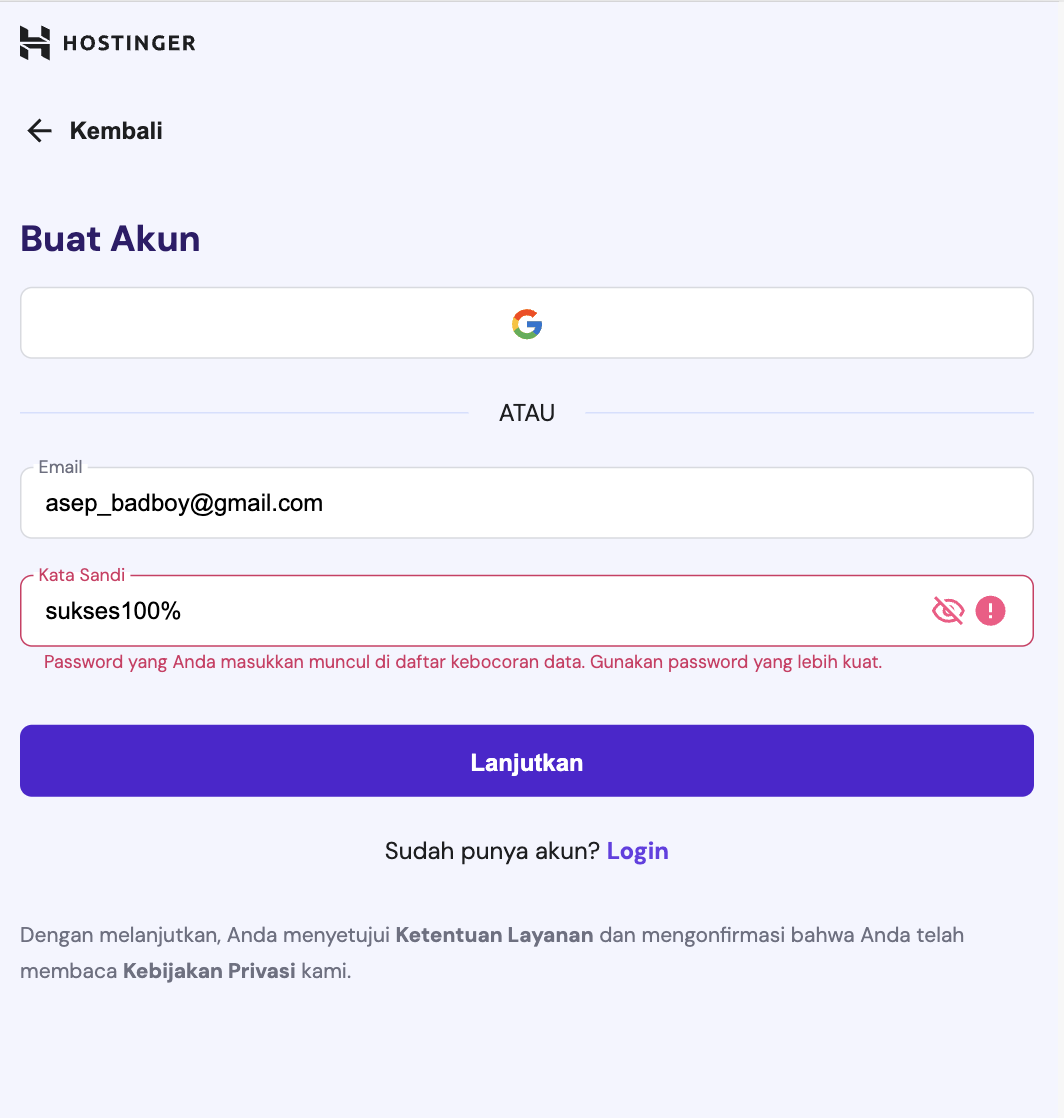 HOSTINGER
Kembali
Buat Akun
ATAU
Email
asep_badboy@gmail.com
Kata Sandi
sukses100%
Password yang Anda masukkan muncul di daftar kebocoran data. Gunakan password yang lebih kuat.
Lanjutkan
Sudah punya akun? Login
Dengan melanjutkan, Anda menyetujui Ketentuan Layanan dan mengonfirmasi bahwa Anda telah
membaca Kebijakan Privasi kami.